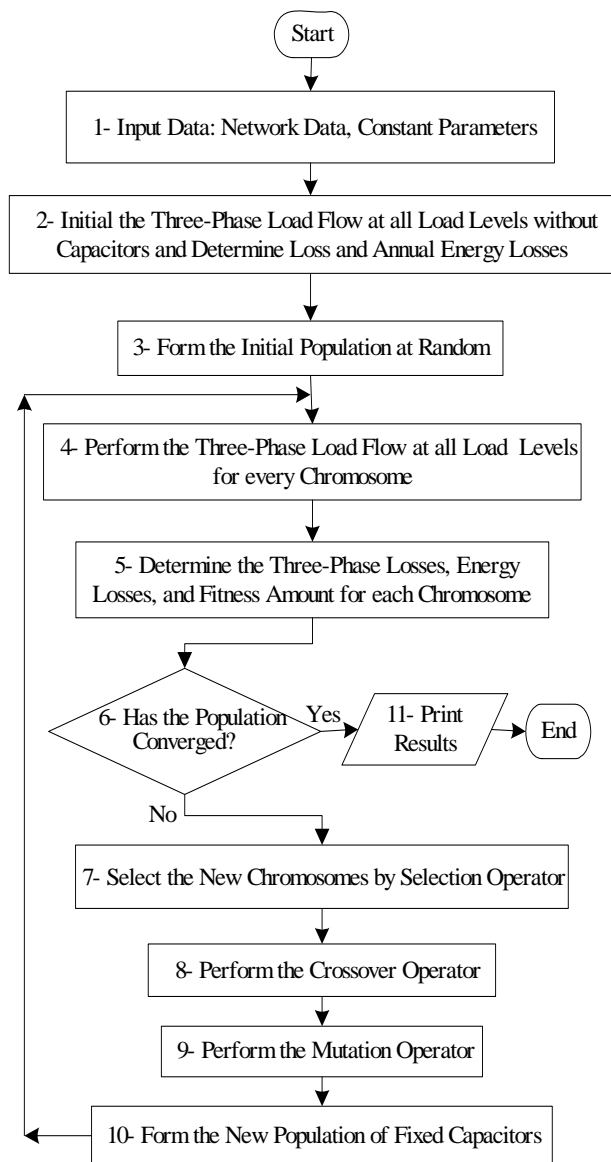 Start
1- Input Data: Network Data, Constant Parameters
2- Initial the Three-Phase Load Flow at all Load Levels without
Capacitors and Determine Loss and Annual Energy Losses
3- Form the Initial Population at Random
4- Perform the Three-Phase Load Flow at all Load Levels
for every Chromosome
5- Determine the Three-Phase Losses, Energy
Losses, and Fitness Amount for each Chromosome
6- Has the Population
Converged?
Yes
11- Print
Results
End
No
7- Select the New Chromosomes by Selection Operator
8- Perform the Crossover Operator
9- Perform the Mutation Operator
10- Form the New Population of Fixed Capacitors